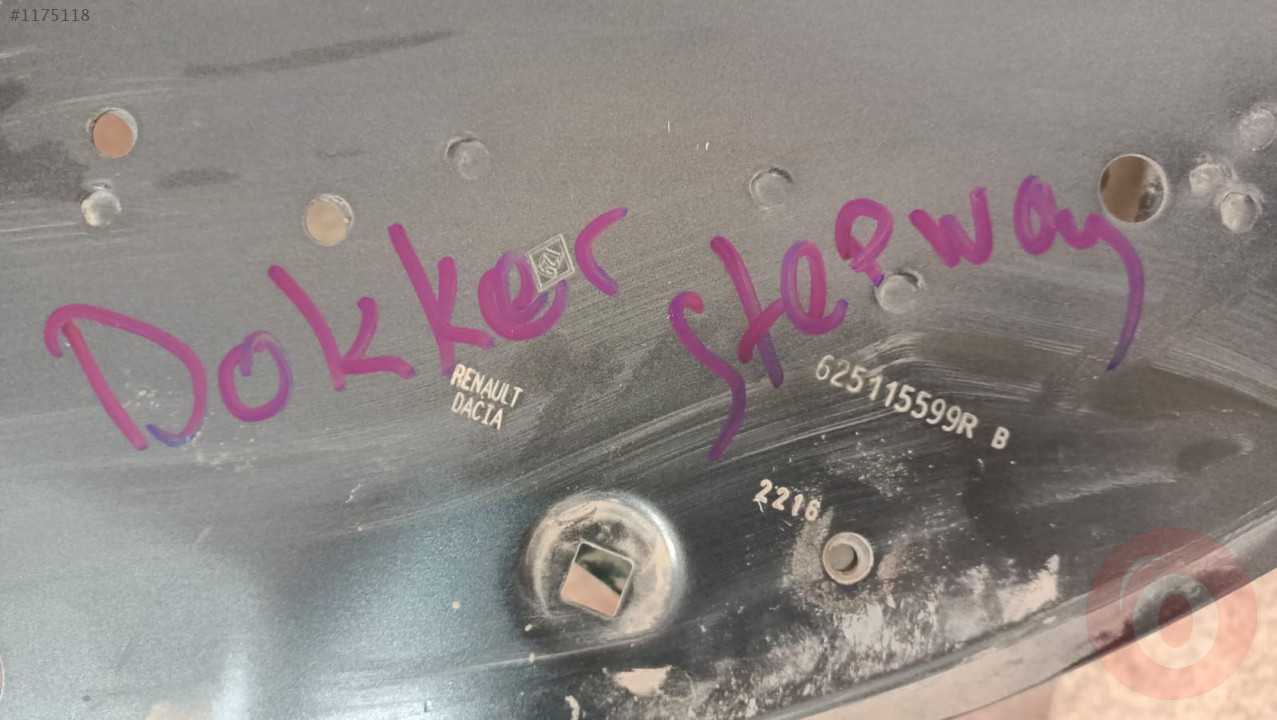 #1175118
Dokker stepway
RENAULT
DACIA
625115599R B
2216